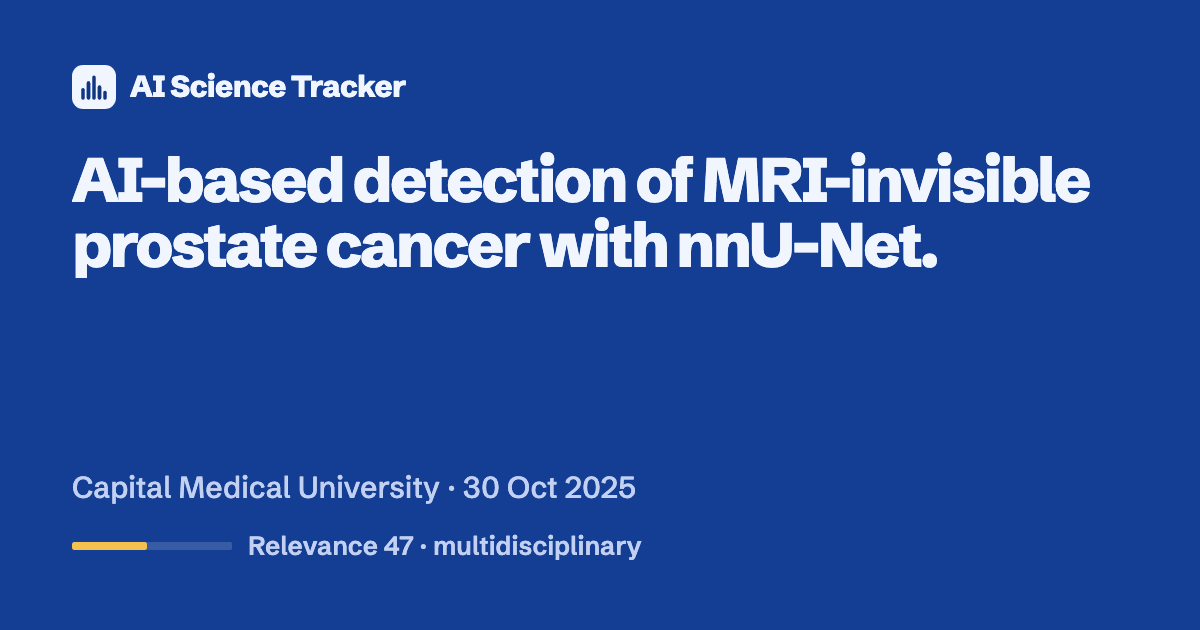 AI Science Tracker
AI-based detection of MRI-invisible
prostate cancer with nnU-Net.
Capital Medical University · 30 Oct 2025
Relevance 47 · multidisciplinary